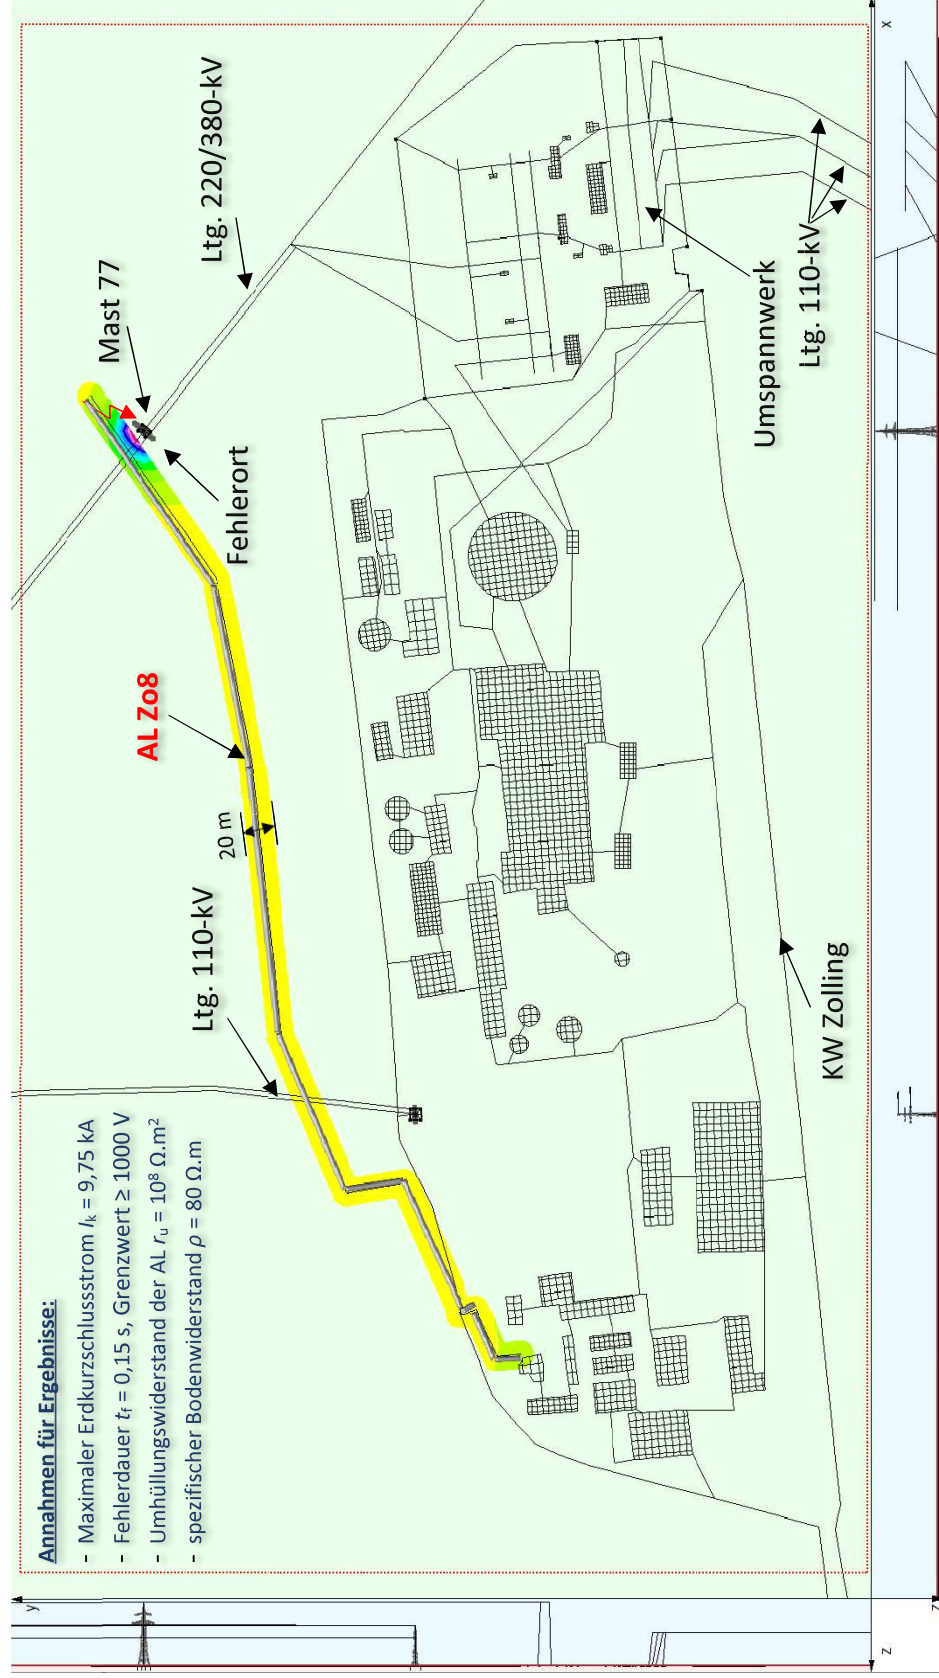 Annahmen für Ergebnisse:
- Maximaler Erdkurzschlussstrom Iₖ = 9,75 kA
- Fehlerdauer t_f = 0,15 s, Grenzwert ≥ 1000 V
- Umhüllungswiderstand der AL rᵤ = 10⁸ Ω.m²
- spezifischer Bodenwiderstand ρ = 80 Ω.m
Ltg. 110-kV
20 m
AL Zo8
Fehlerort
Mast 77
Ltg. 220/380-kV
KW Zolling
Umspannwerk
Ltg. 110-kV
y
x
z
z